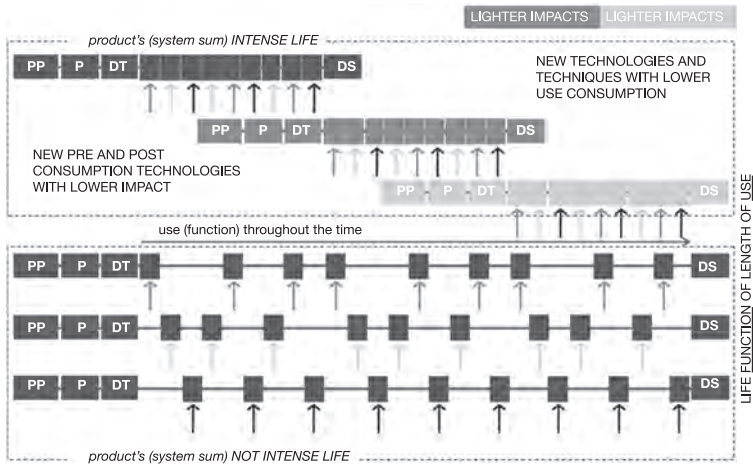 LIGHTER IMPACTS LIGHTER IMPACTS
product's (system sum) INTENSE LIFE
PP P DT DS
NEW TECHNOLOGIES AND
TECHNIQUES WITH LOWER
USE CONSUMPTION
PP P DT DS
NEW PRE AND POST
CONSUMPTION TECHNOLOGIES
WITH LOWER IMPACT
PP P DT DS
use (function) throughout the time
PP P DT DS
PP P DT DS
PP P DT DS
product's (system sum) NOT INTENSE LIFE
LIFE FUNCTION OF LENGTH OF USE